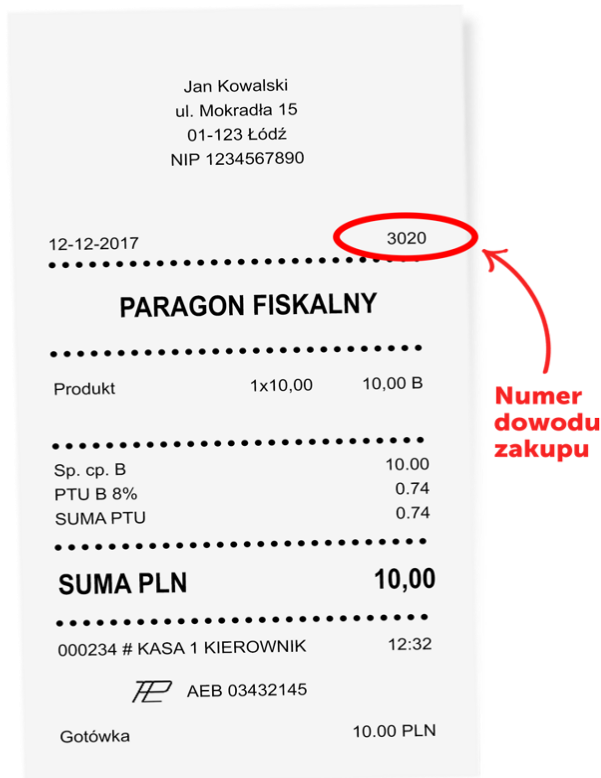 Jan Kowalski
ul. Mokradła 15
01-123 Łódź
NIP 1234567890
12-12-2017 3020
PARAGON FISKALNY
Produkt 1x10,00 10,00 B
Numer
dowodu
zakupu
Sp. cp. B 10.00
PTU B 8% 0.74
SUMA PTU 0.74
SUMA PLN 10,00
000234 # KASA 1 KIEROWNIK 12:32
AEB 03432145
Gotówka 10.00 PLN